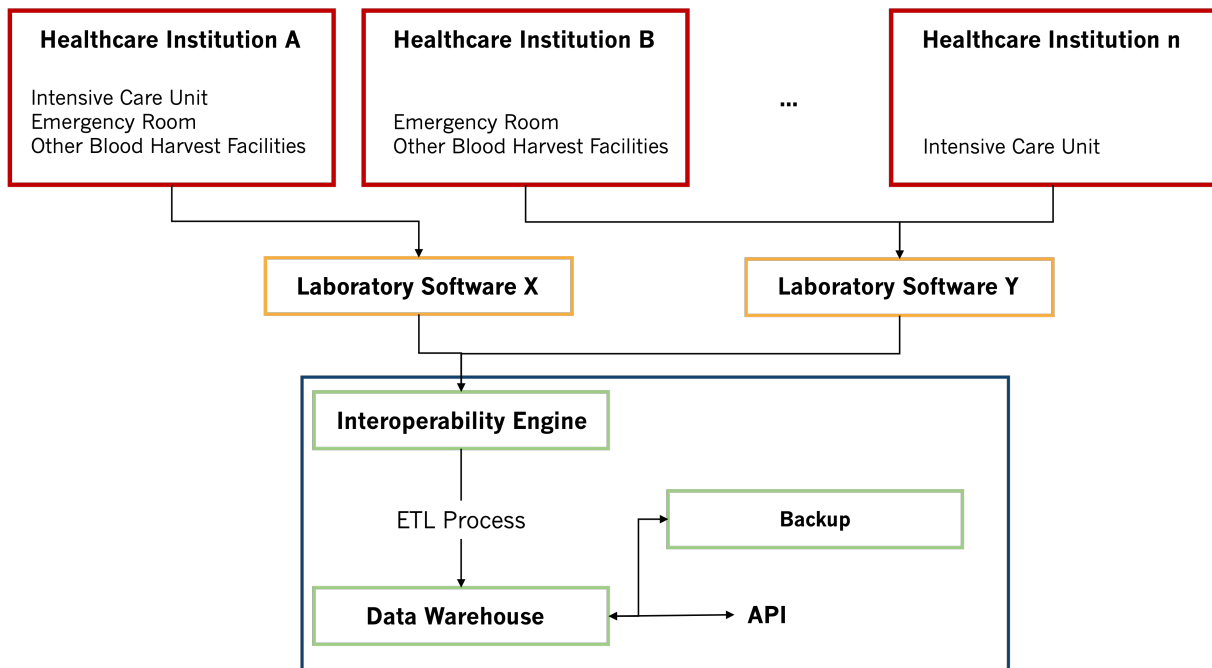 Healthcare Institution A
Intensive Care Unit
Emergency Room
Other Blood Harvest Facilities
Healthcare Institution B
Emergency Room
Other Blood Harvest Facilities
...
Healthcare Institution n
Intensive Care Unit
Laboratory Software X
Laboratory Software Y
Interoperability Engine
ETL Process
Backup
Data Warehouse
API